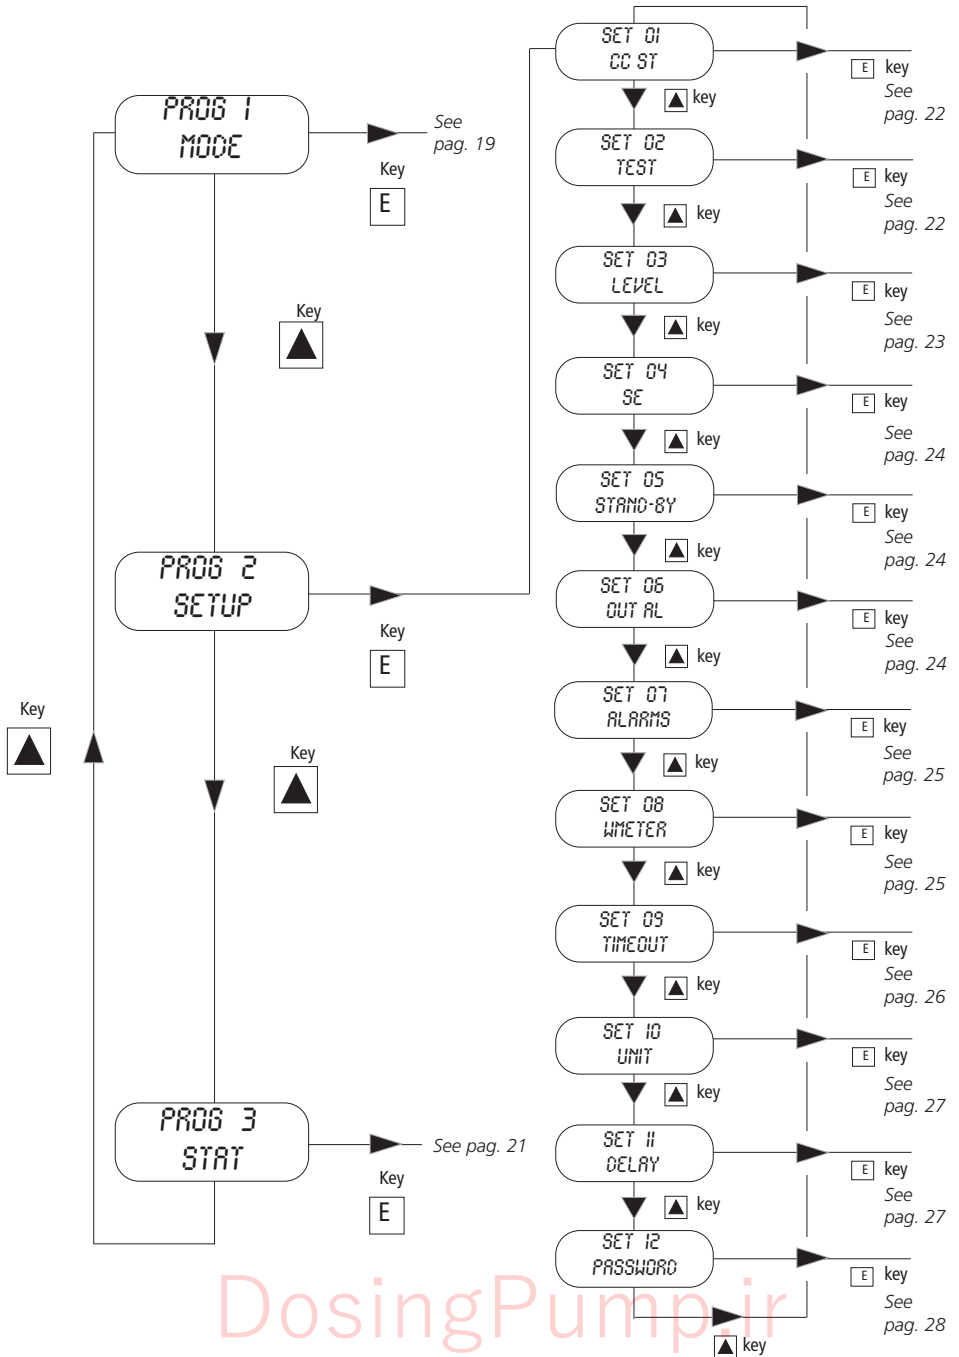 PROG 1
MODE
See
pag. 19
Key
E
Key
PROG 2
SETUP
Key
E
Key
Key
PROG 3
STAT
See pag. 21
Key
E
SET 01
CC ST
E key
See
pag. 22
key
SET 02
TEST
E key
See
pag. 22
key
SET 03
LEVEL
E key
See
pag. 23
key
SET 04
SE
E key
See
pag. 24
key
SET 05
STAND-BY
E key
See
pag. 24
key
SET 06
OUT AL
E key
See
pag. 24
key
SET 07
ALARMS
E key
See
pag. 25
key
SET 08
WMETER
E key
See
pag. 25
key
SET 09
TIMEOUT
E key
See
pag. 26
key
SET 10
UNIT
E key
See
pag. 27
key
SET 11
DELAY
E key
See
pag. 27
key
SET 12
PASSWORD
E key
See
pag. 28
key
DosingPump.ir